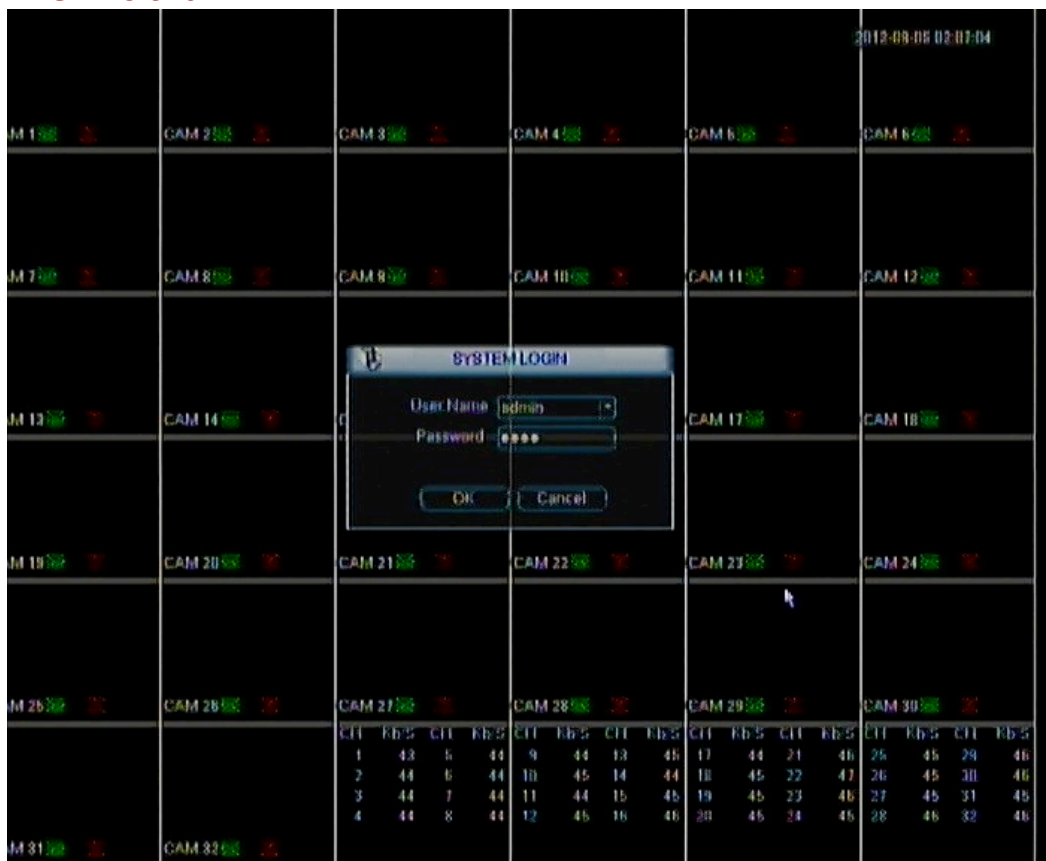 2012-09-05 02:07:04
M 1 CAM 2 CAM 3 CAM 4 CAM 5 CAM 6
M 7 CAM 8 CAM 9 CAM 10 CAM 11 CAM 12
SYSTEM LOGIN
User Name admin
M 13 CAM 14 CAM 17 CAM 18
Password ●●●●
OK Cancel
M 19 CAM 20 CAM 21 CAM 22 CAM 23 CAM 24
M 25 CAM 26 CAM 27 CAM 28 CAM 29 CAM 30
CH Kb/S CH Kb/S CH Kb/S CH Kb/S CH Kb/S CH Kb/S CH Kb/S CH Kb/S
1 43 5 44 9 44 13 45 17 44 21 46 25 45 29 46
2 44 6 44 10 45 14 44 18 45 22 47 26 45 30 46
3 44 7 44 11 44 15 45 19 45 23 46 27 45 31 45
4 44 8 44 12 45 16 46 20 45 24 45 28 46 32 46
M 31 CAM 32